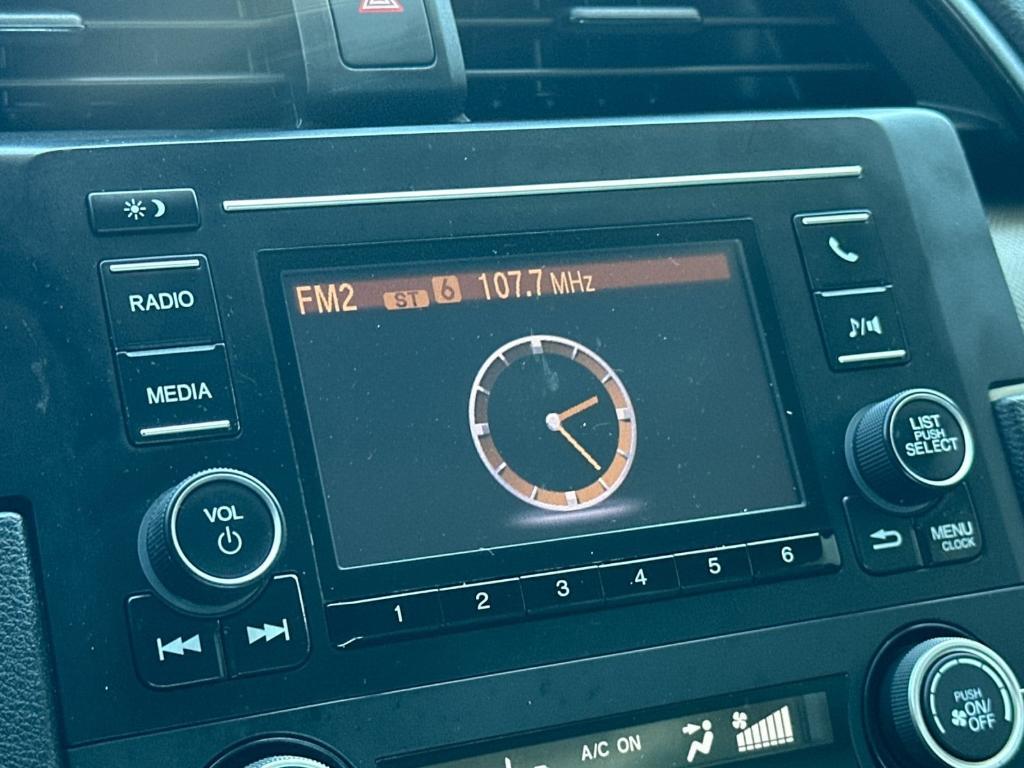 RADIO
MEDIA
FM2 ST 6 107.7 MHz
VOL
LIST
PUSH
SELECT
MENU
CLOCK
1 2 3 4 5 6
A/C ON
PUSH
ON/
OFF